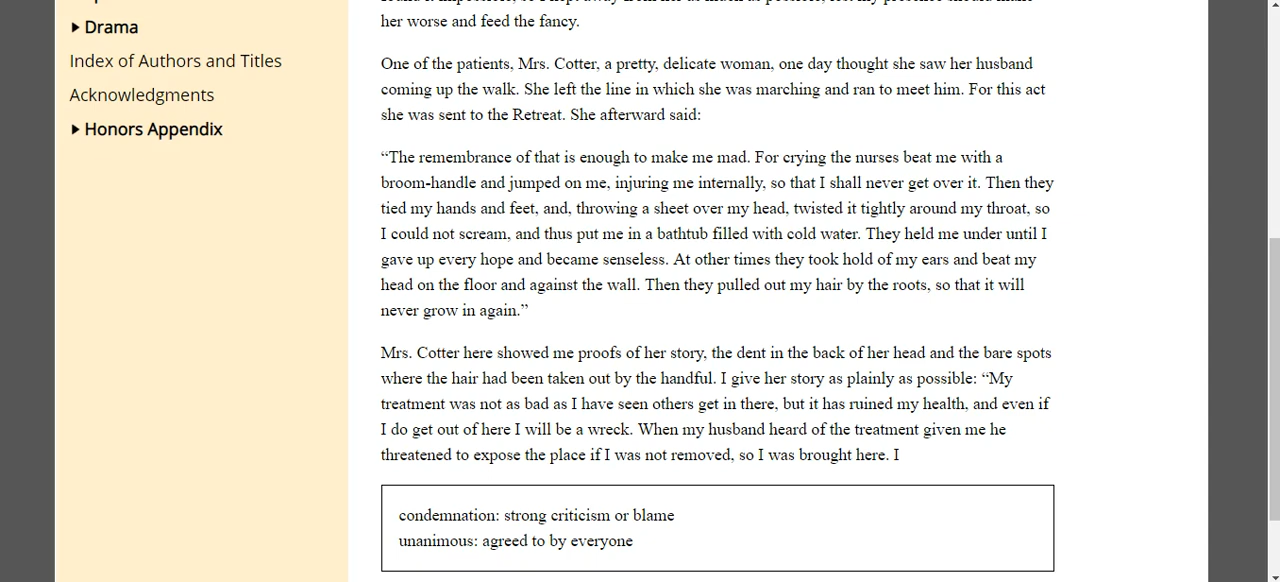 Drama
Index of Authors and Titles
Acknowledgments
Honors Appendix
her worse and feed the fancy.
One of the patients, Mrs. Cotter, a pretty, delicate woman, one day thought she saw her husband
coming up the walk. She left the line in which she was marching and ran to meet him. For this act
she was sent to the Retreat. She afterward said:
“The remembrance of that is enough to make me mad. For crying the nurses beat me with a
broom-handle and jumped on me, injuring me internally, so that I shall never get over it. Then they
tied my hands and feet, and, throwing a sheet over my head, twisted it tightly around my throat, so
I could not scream, and thus put me in a bathtub filled with cold water. They held me under until I
gave up every hope and became senseless. At other times they took hold of my ears and beat my
head on the floor and against the wall. Then they pulled out my hair by the roots, so that it will
never grow in again.”
Mrs. Cotter here showed me proofs of her story, the dent in the back of her head and the bare spots
where the hair had been taken out by the handful. I give her story as plainly as possible: “My
treatment was not as bad as I have seen others get in there, but it has ruined my health, and even if
I do get out of here I will be a wreck. When my husband heard of the treatment given me he
threatened to expose the place if I was not removed, so I was brought here. I
condemnation: strong criticism or blame
unanimous: agreed to by everyone